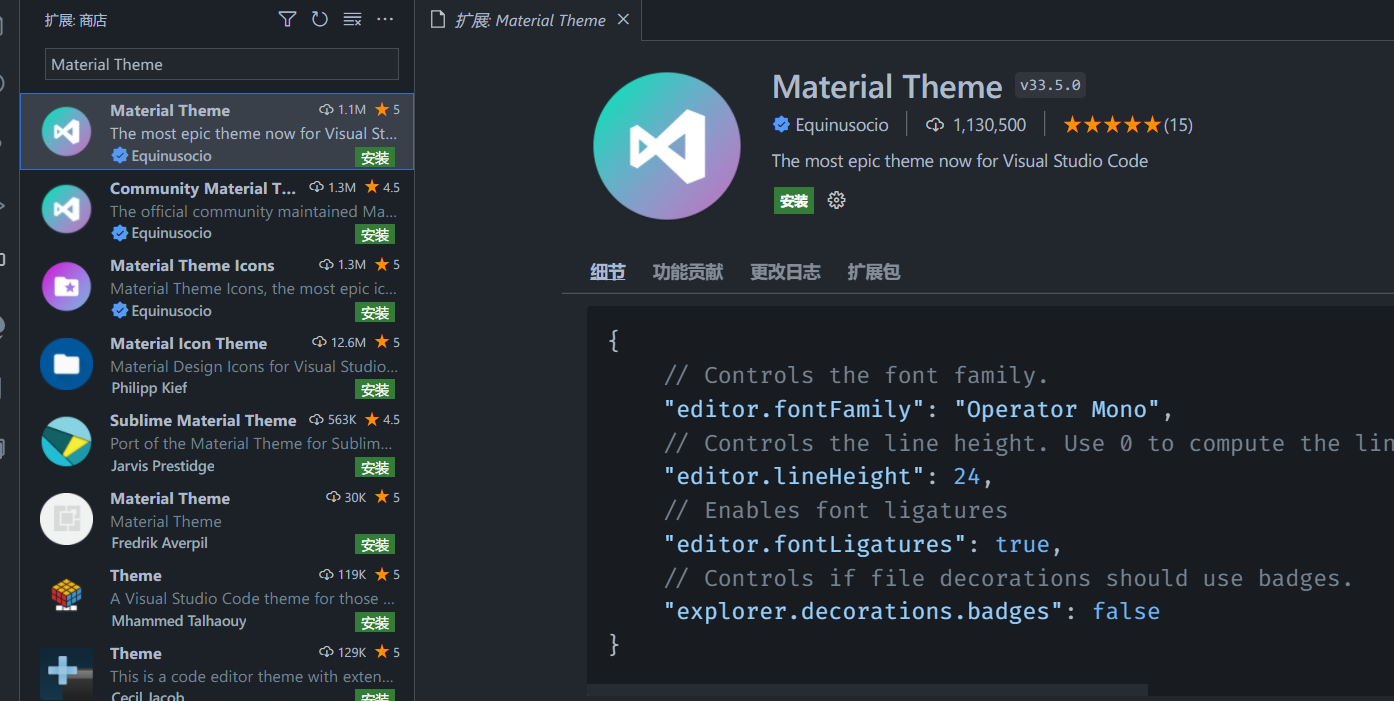 扩展: 商店
Material Theme
Material Theme 1.1M 5
The most epic theme now for Visual St...
Equinusocio 安装
Community Material T... 1.3M 4.5
The official community maintained Ma...
Equinusocio 安装
Material Theme Icons 1.3M 5
Material Theme Icons, the most epic ic...
Equinusocio 安装
Material Icon Theme 12.6M 5
Material Design Icons for Visual Studio...
Philipp Kief 安装
Sublime Material Theme 563K 4.5
Port of the Material Theme for Sublim...
Jarvis Prestidge 安装
Material Theme 30K 5
Material Theme
Fredrik Averpil 安装
Theme 119K 5
A Visual Studio Code theme for those ...
Mhammed Talhaouy 安装
Theme 129K 5
This is a code editor theme with exten...
Cecil Jacob 安装
扩展: Material Theme
Material Theme v33.5.0
Equinusocio 1,130,500 (15)
The most epic theme now for Visual Studio Code
安装
细节 功能贡献 更改日志 扩展包
{
// Controls the font family.
"editor.fontFamily": "Operator Mono",
// Controls the line height. Use 0 to compute the lin
"editor.lineHeight": 24,
// Enables font ligatures
"editor.fontLigatures": true,
// Controls if file decorations should use badges.
"explorer.decorations.badges": false
}